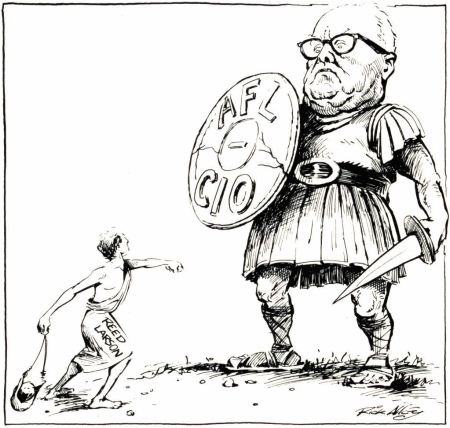 AFL
-
CIO
REED
LARSON